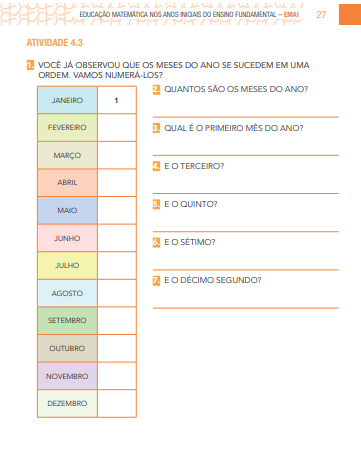 EDUCAÇÃO MATEMÁTICA NOS ANOS INICIAIS DO ENSINO FUNDAMENTAL – EMAI 27
ATIVIDADE 4.3
1. VOCÊ JÁ OBSERVOU QUE OS MESES DO ANO SE SUCEDEM EM UMA
ORDEM. VAMOS NUMERÁ-LOS?
JANEIRO 1
FEVEREIRO
MARÇO
ABRIL
MAIO
JUNHO
JULHO
AGOSTO
SETEMBRO
OUTUBRO
NOVEMBRO
DEZEMBRO
2. QUANTOS SÃO OS MESES DO ANO?
3. QUAL É O PRIMEIRO MÊS DO ANO?
4. E O TERCEIRO?
5. E O QUINTO?
6. E O SÉTIMO?
7. E O DÉCIMO SEGUNDO?